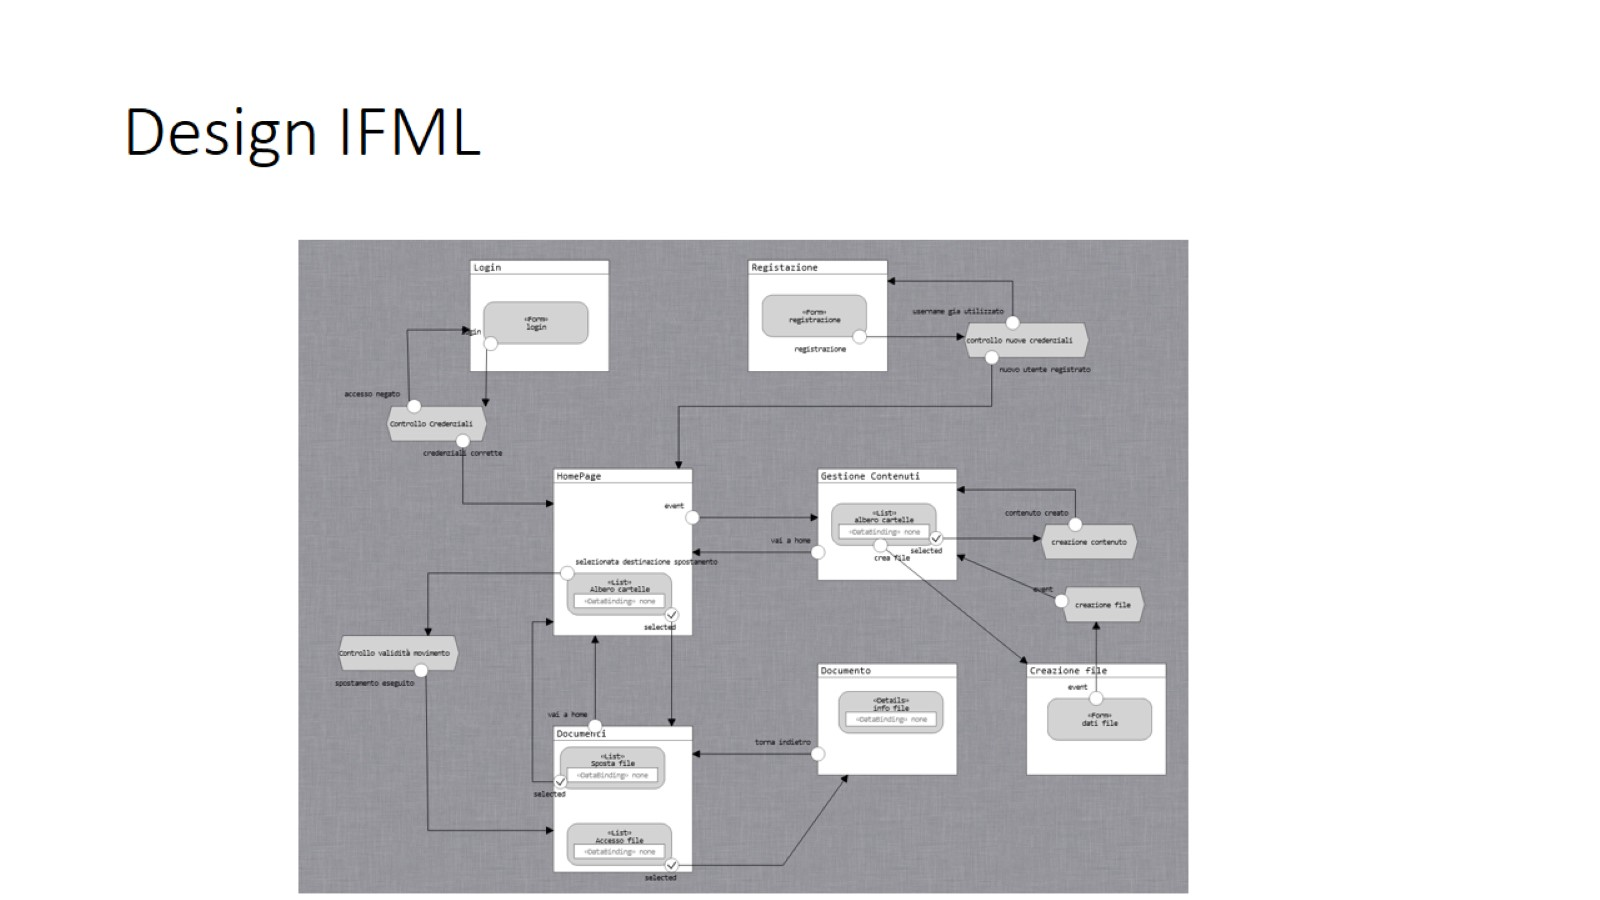 Design IFML
Login
«Form»
login
login
accesso negato
Controllo Credenziali
credenziali corrette
Registazione
«Form»
registrazione
registrazione
username gia utilizzato
controllo nuove credenziali
nuovo utente registrato
HomePage
event
selezionata destinazione spostamento
«List»
Albero cartelle
«DataBinding» none
selected
Gestione Contenuti
«List»
albero cartelle
«DataBinding» none
selected
crea file
vai a home
contenuto creato
creazione contenuto
event
creazione file
Controllo validità movimento
spostamento eseguito
vai a home
Documenti
«List»
Sposta file
«DataBinding» none
selected
«List»
Accesso file
«DataBinding» none
selected
Documento
«Details»
info file
«DataBinding» none
torna indietro
Creazione file
event
«Form»
dati file